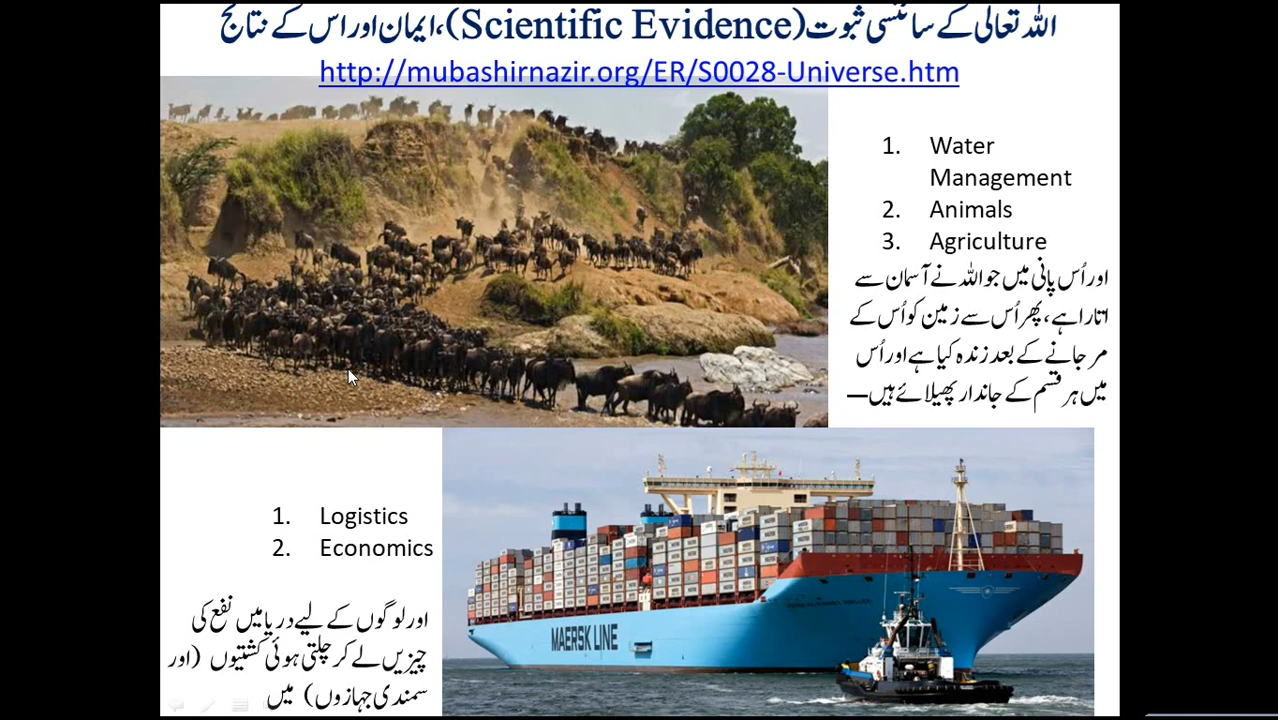 اللہ تعالی کے سائنسی ثبوت (Scientific Evidence)، ایمان اور اس کے نتائج
http://mubashirnazir.org/ER/S0028-Universe.htm
1. Water
Management
2. Animals
3. Agriculture
اور اُس پانی میں جو اللہ نے آسمان سے
اتارا ہے، پھر اُس سے زمین کو اُس کے
مر جانے کے بعد زندہ کیا ہے اور اُس
میں ہر قسم کے جاندار پھیلائے ہیں—
1. Logistics
2. Economics
اور لوگوں کے لیے دریا میں نفع کی
چیزیں لے کر چلتی ہوئی کشتیوں (اور
سمندی جہازوں) میں
MAERSK LINE